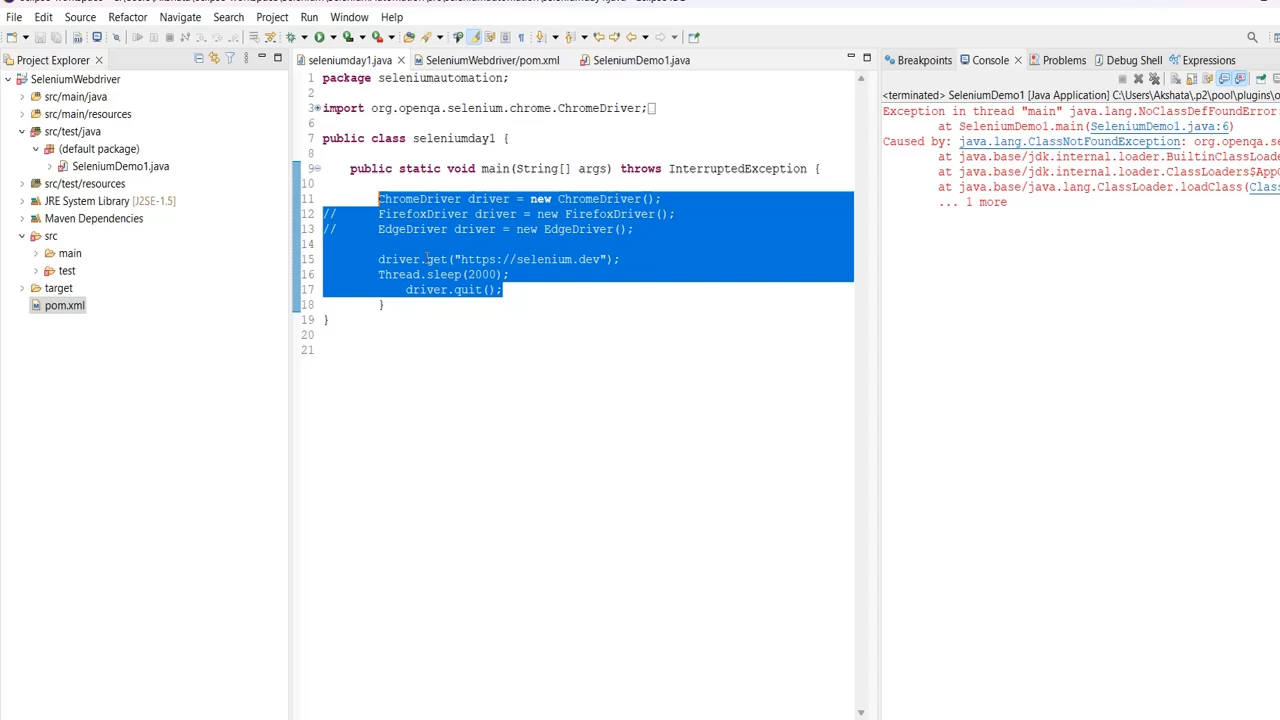 File Edit Source Refactor Navigate Search Project Run Window Help
Project Explorer
SeleniumWebdriver
src/main/java
src/main/resources
src/test/java
(default package)
SeleniumDemo1.java
src/test/resources
JRE System Library [J2SE-1.5]
Maven Dependencies
src
main
test
target
pom.xml
seleniumday1.java SeleniumWebdriver/pom.xml SeleniumDemo1.java
1 package seleniumautomation;
2
3 import org.openqa.selenium.chrome.ChromeDriver;
6
7 public class seleniumday1 {
8
9 public static void main(String[] args) throws InterruptedException {
10
11 ChromeDriver driver = new ChromeDriver();
12 // FirefoxDriver driver = new FirefoxDriver();
13 // EdgeDriver driver = new EdgeDriver();
14
15 driver.get("https://selenium.dev");
16 Thread.sleep(2000);
17 driver.quit();
18 }
19 }
20
21
Breakpoints Console Problems Debug Shell Expressions
<terminated> SeleniumDemo1 [Java Application] C:\Users\Akshata\.p2\pool\plugins\o
Exception in thread "main" java.lang.NoClassDefFoundError:
at SeleniumDemo1.main(SeleniumDemo1.java:6)
Caused by: java.lang.ClassNotFoundException: org.openqa.se
at java.base/jdk.internal.loader.BuiltinClassLoade
at java.base/jdk.internal.loader.ClassLoaders$AppC
at java.base/java.lang.ClassLoader.loadClass(Class
... 1 more